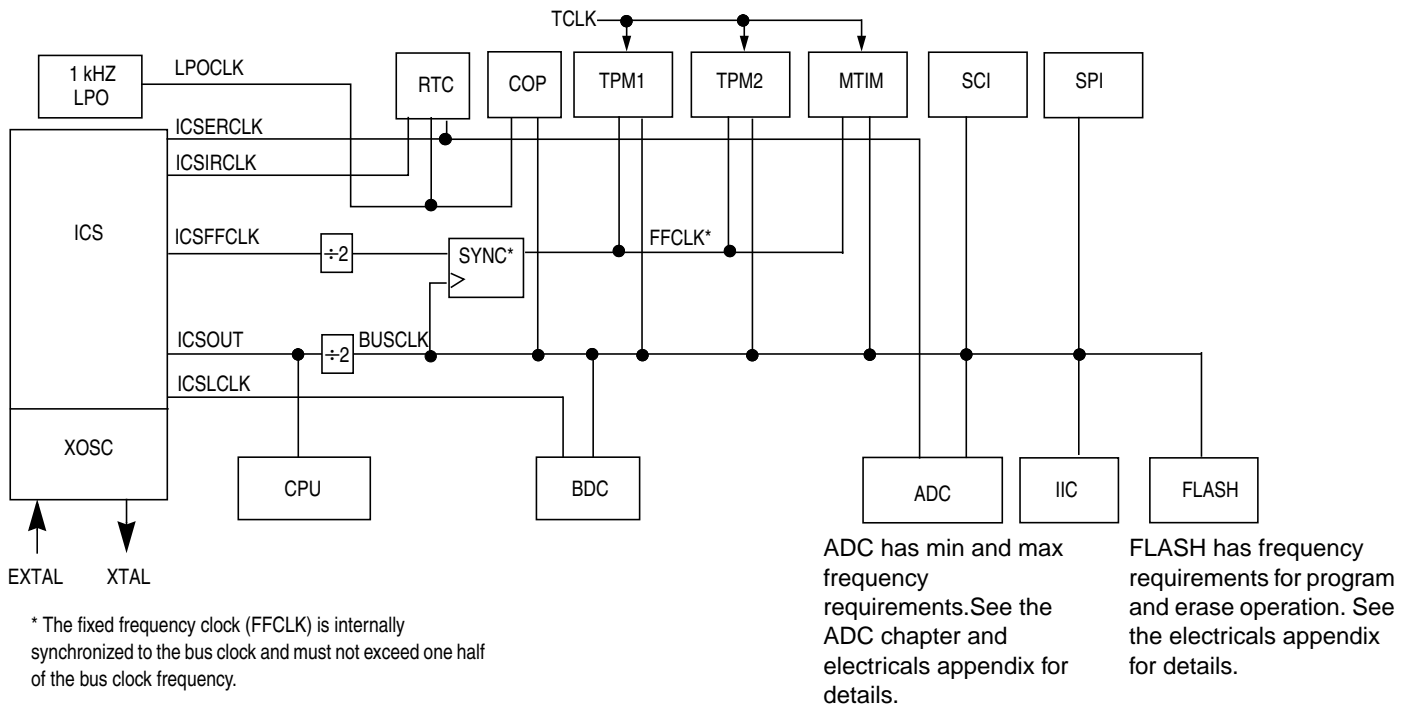 TCLK
1 kHZ
LPO
LPOCLK
RTC
COP
TPM1
TPM2
MTIM
SCI
SPI
ICSERCLK
ICSIRCLK
ICS
ICSFFCLK
÷2
SYNC*
FFCLK*
ICSOUT
÷2
BUSCLK
ICSLCLK
XOSC
CPU
BDC
ADC
IIC
FLASH
EXTAL
XTAL
* The fixed frequency clock (FFCLK) is internally
synchronized to the bus clock and must not exceed one half
of the bus clock frequency.
ADC has min and max
frequency
requirements.See the
ADC chapter and
electricals appendix for
details.
FLASH has frequency
requirements for program
and erase operation. See
the electricals appendix
for details.